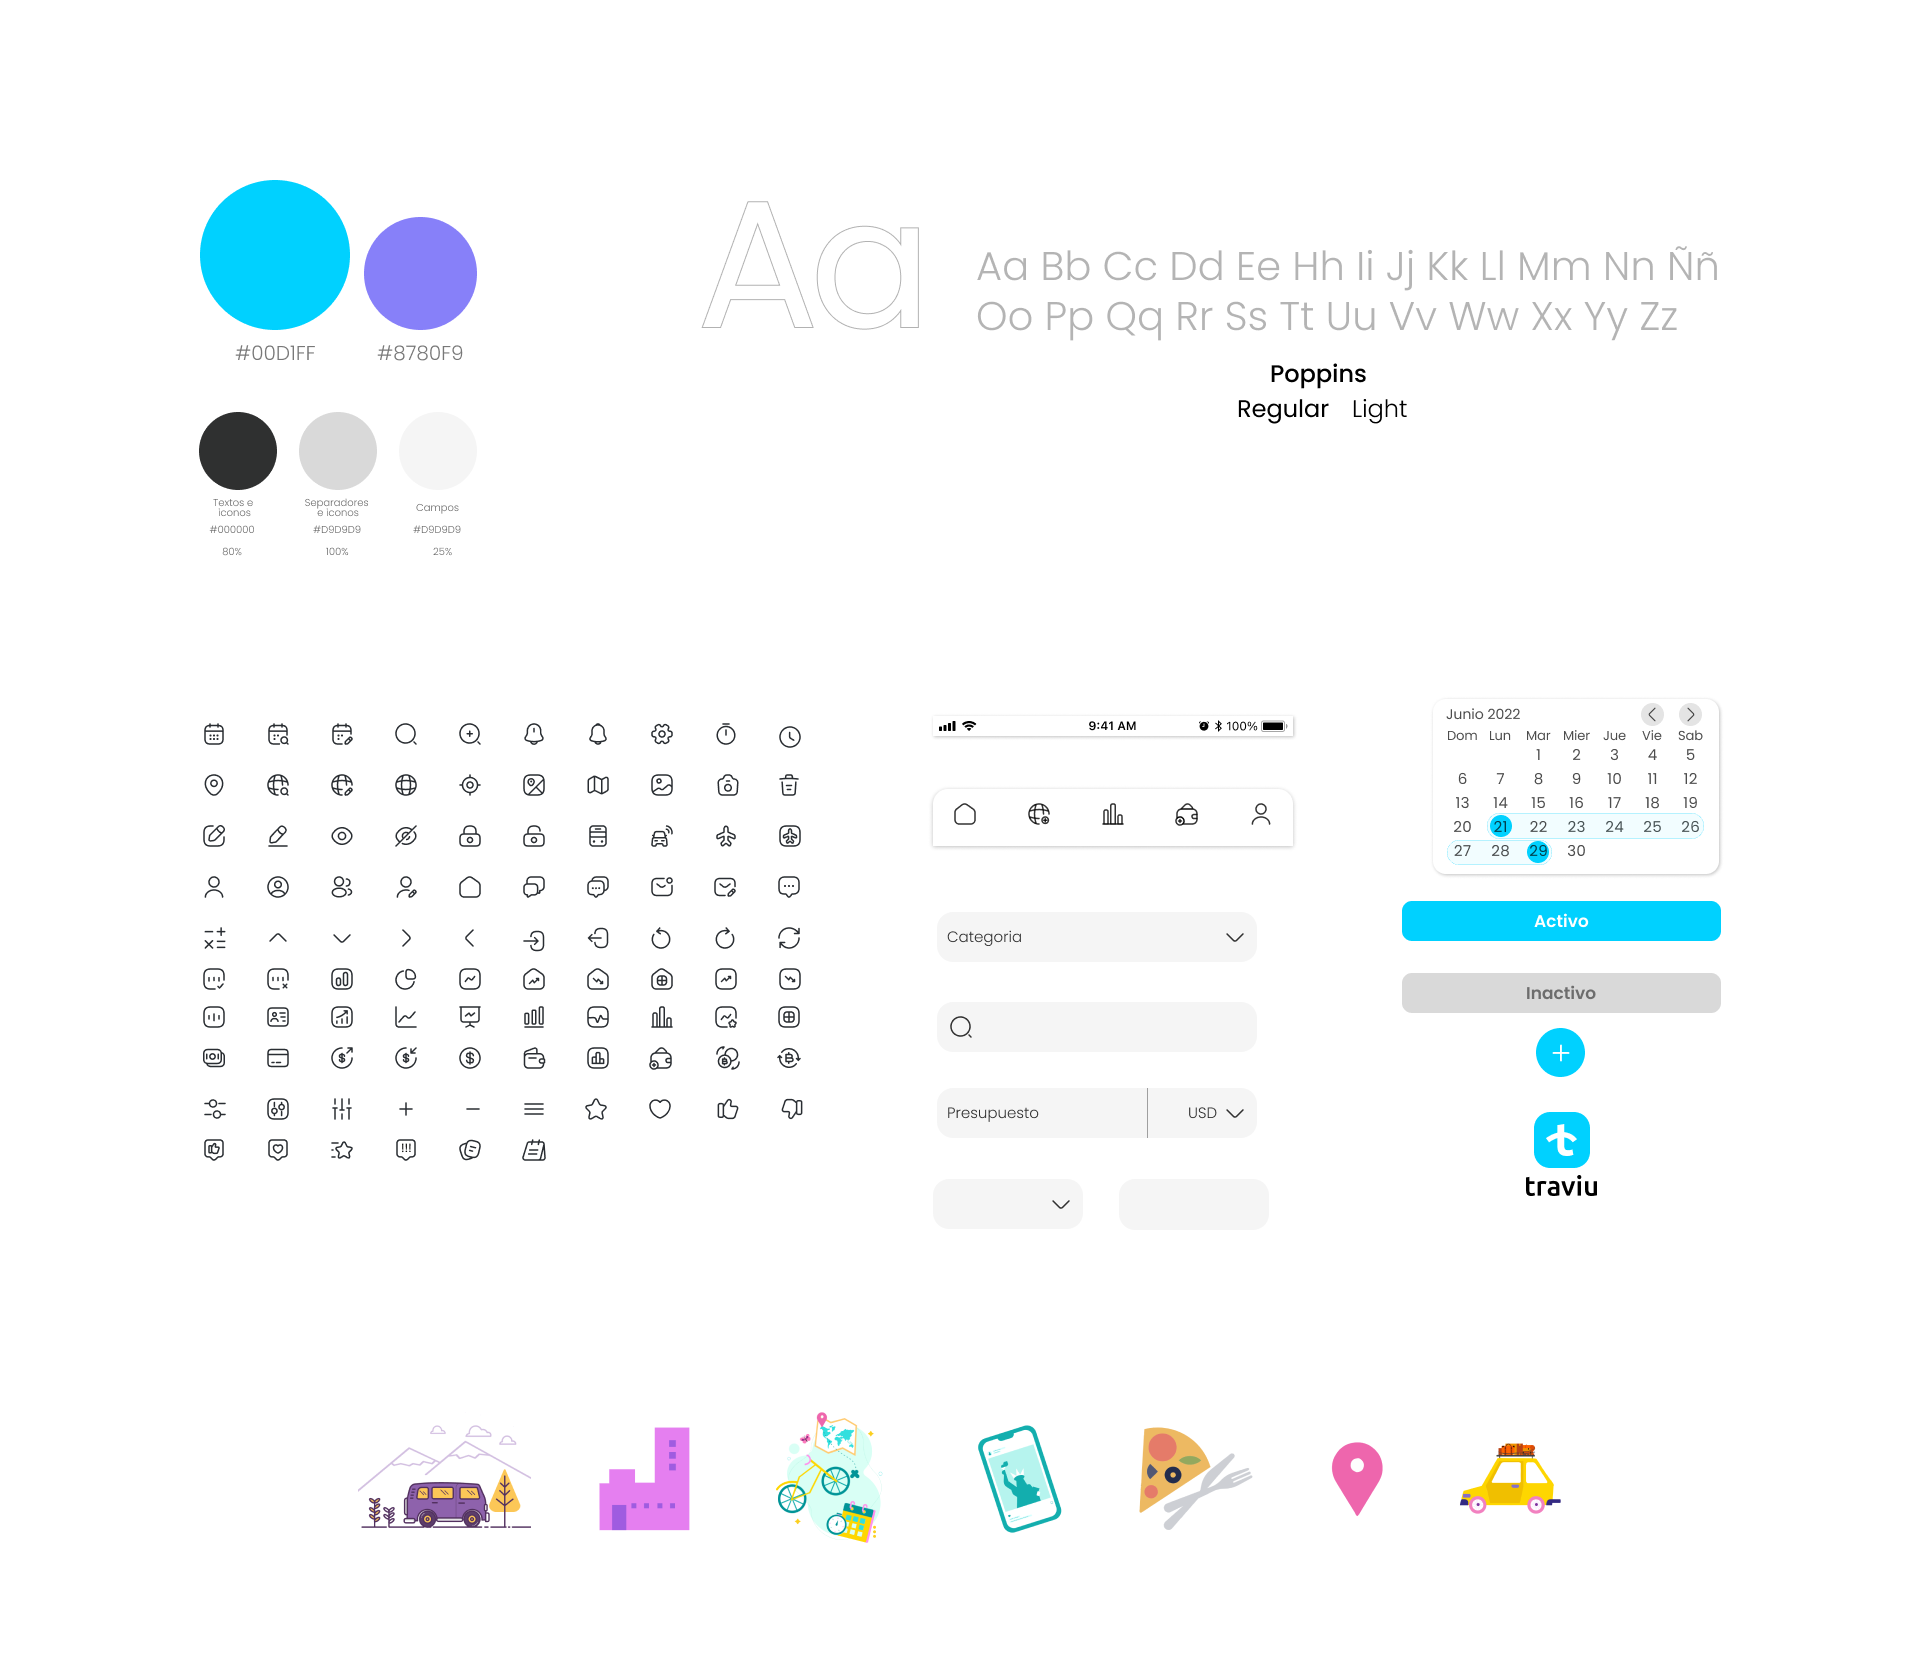 #00D1FF
#8780F9
Textos e
íconos
#000000
80%
Separadores
e íconos
#D9D9D9
100%
Campos
#D9D9D9
25%
Aa
Aa Bb Cc Dd Ee Hh Ii Jj Kk Ll Mm Nn Ññ
Oo Pp Qq Rr Ss Tt Uu Vv Ww Xx Yy Zz
Poppins
Regular Light
9:41 AM
100%
Categoria
Presupuesto
USD
Junio 2022
Dom Lun Mar Mier Jue Vie Sab
1 2 3 4 5
6 7 8 9 10 11 12
13 14 15 16 17 18 19
20 21 22 23 24 25 26
27 28 29 30
Activo
Inactivo
traviu